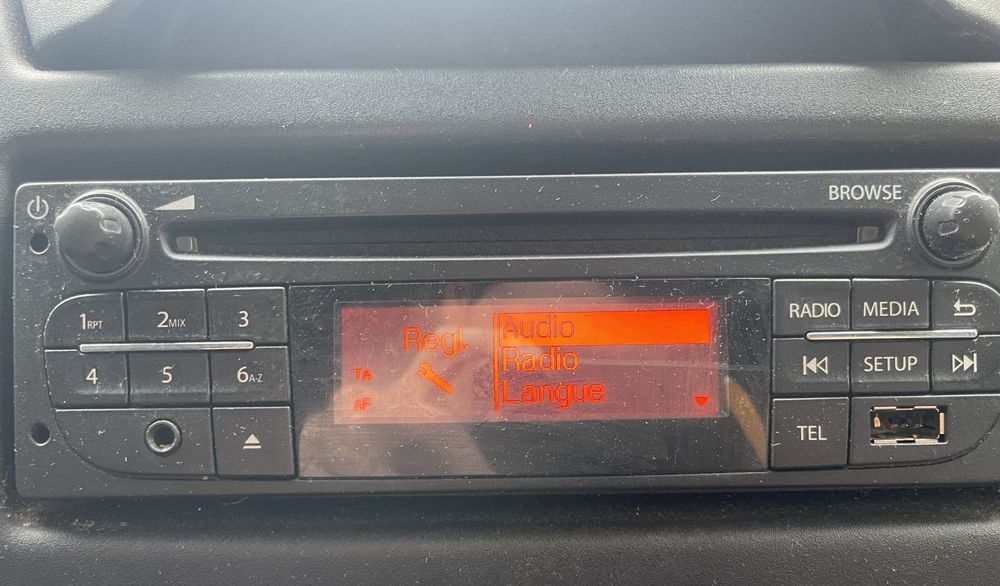 BROWSE
1RPT
2MIX
3
RADIO
MEDIA
Audio
Regl.
Radio
4
5
6A-Z
TA
SETUP
Langue
AF
TEL